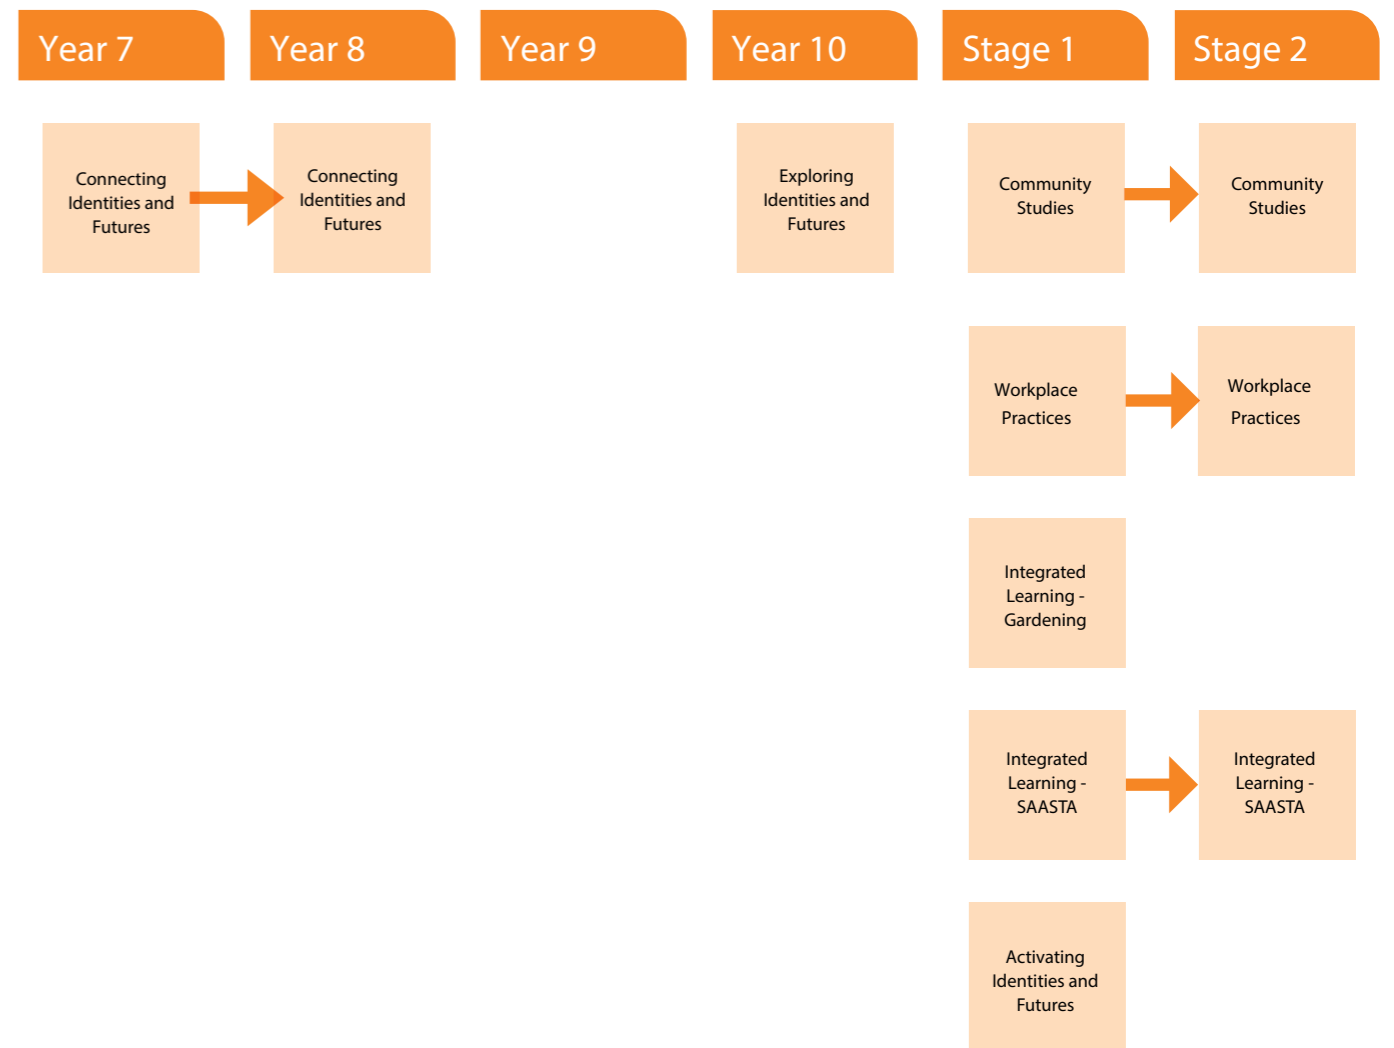 Year 7
Year 8
Year 9
Year 10
Stage 1
Stage 2
Connecting
Identities and
Futures
Connecting
Identities and
Futures
Exploring
Identities and
Futures
Community
Studies
Community
Studies
Workplace
Practices
Workplace
Practices
Integrated
Learning -
Gardening
Integrated
Learning -
SAASTA
Integrated
Learning -
SAASTA
Activating
Identities and
Futures